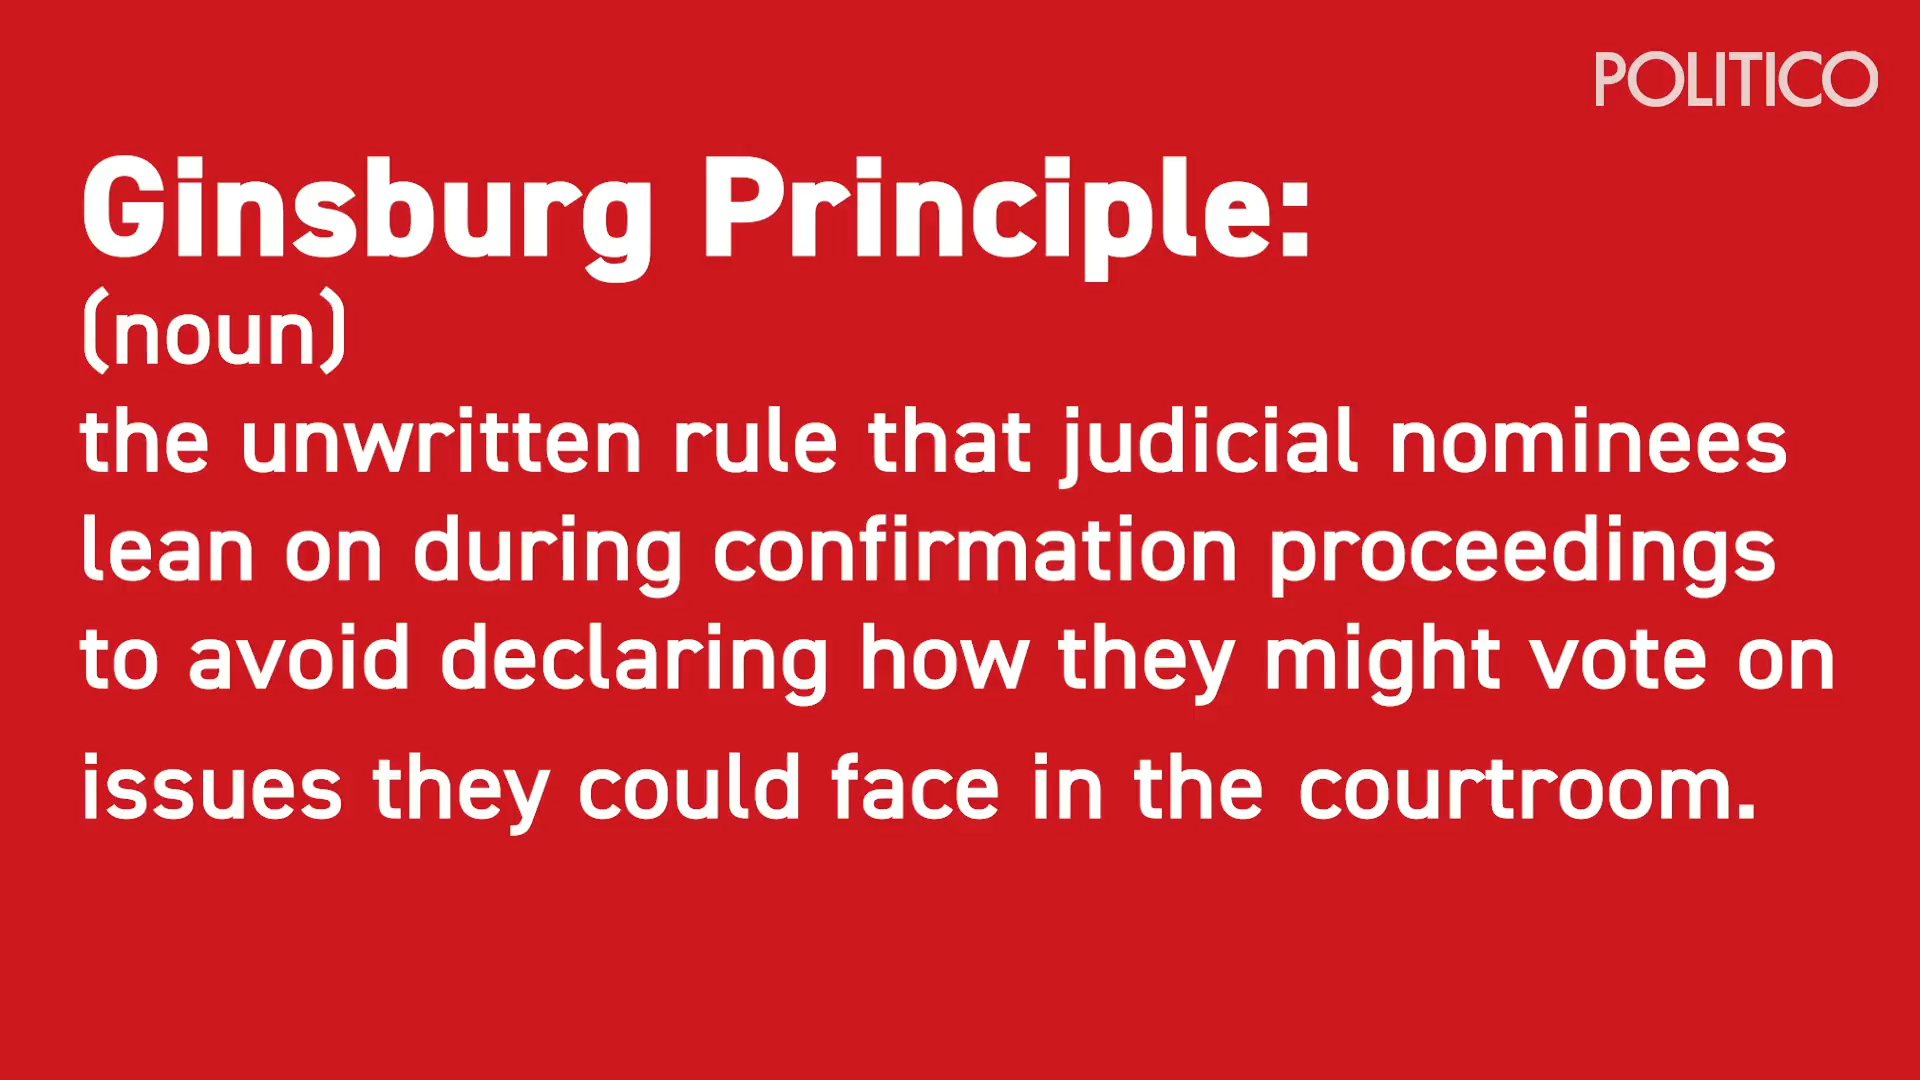 POLITICO
Ginsburg Principle:
(noun)
the unwritten rule that judicial nominees
lean on during confirmation proceedings
to avoid declaring how they might vote on
issues they could face in the courtroom.